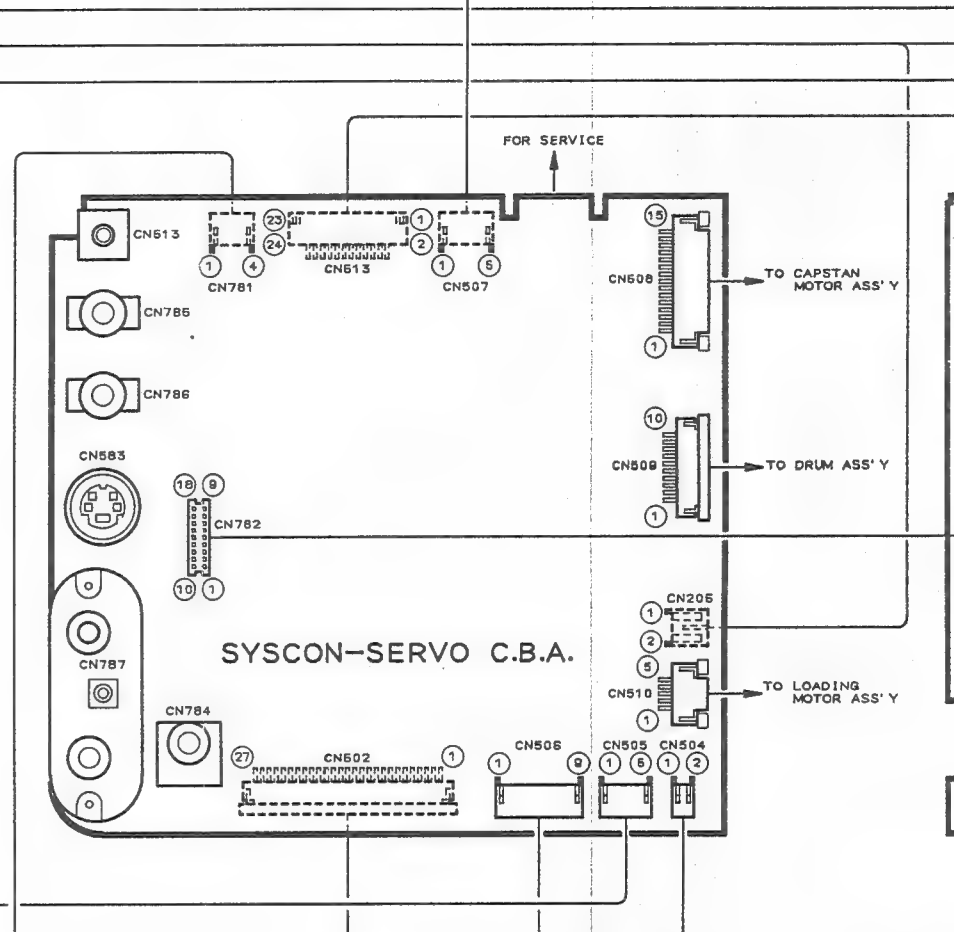 FOR SERVICE
CN513
23
24
CN613
1
2
1
4
CN781
1
5
CN507
15
CN508
1
TO CAPSTAN
MOTOR ASS'Y
CN785
CN786
10
CN509
1
TO DRUM ASS'Y
CN583
18
9
CN782
10
1
CN205
1
2
SYSCON-SERVO C.B.A.
5
CN510
1
TO LOADING
MOTOR ASS'Y
CN787
CN784
27
CN502
1
CN506
1
9
CN505
1
5
CN504
1
2